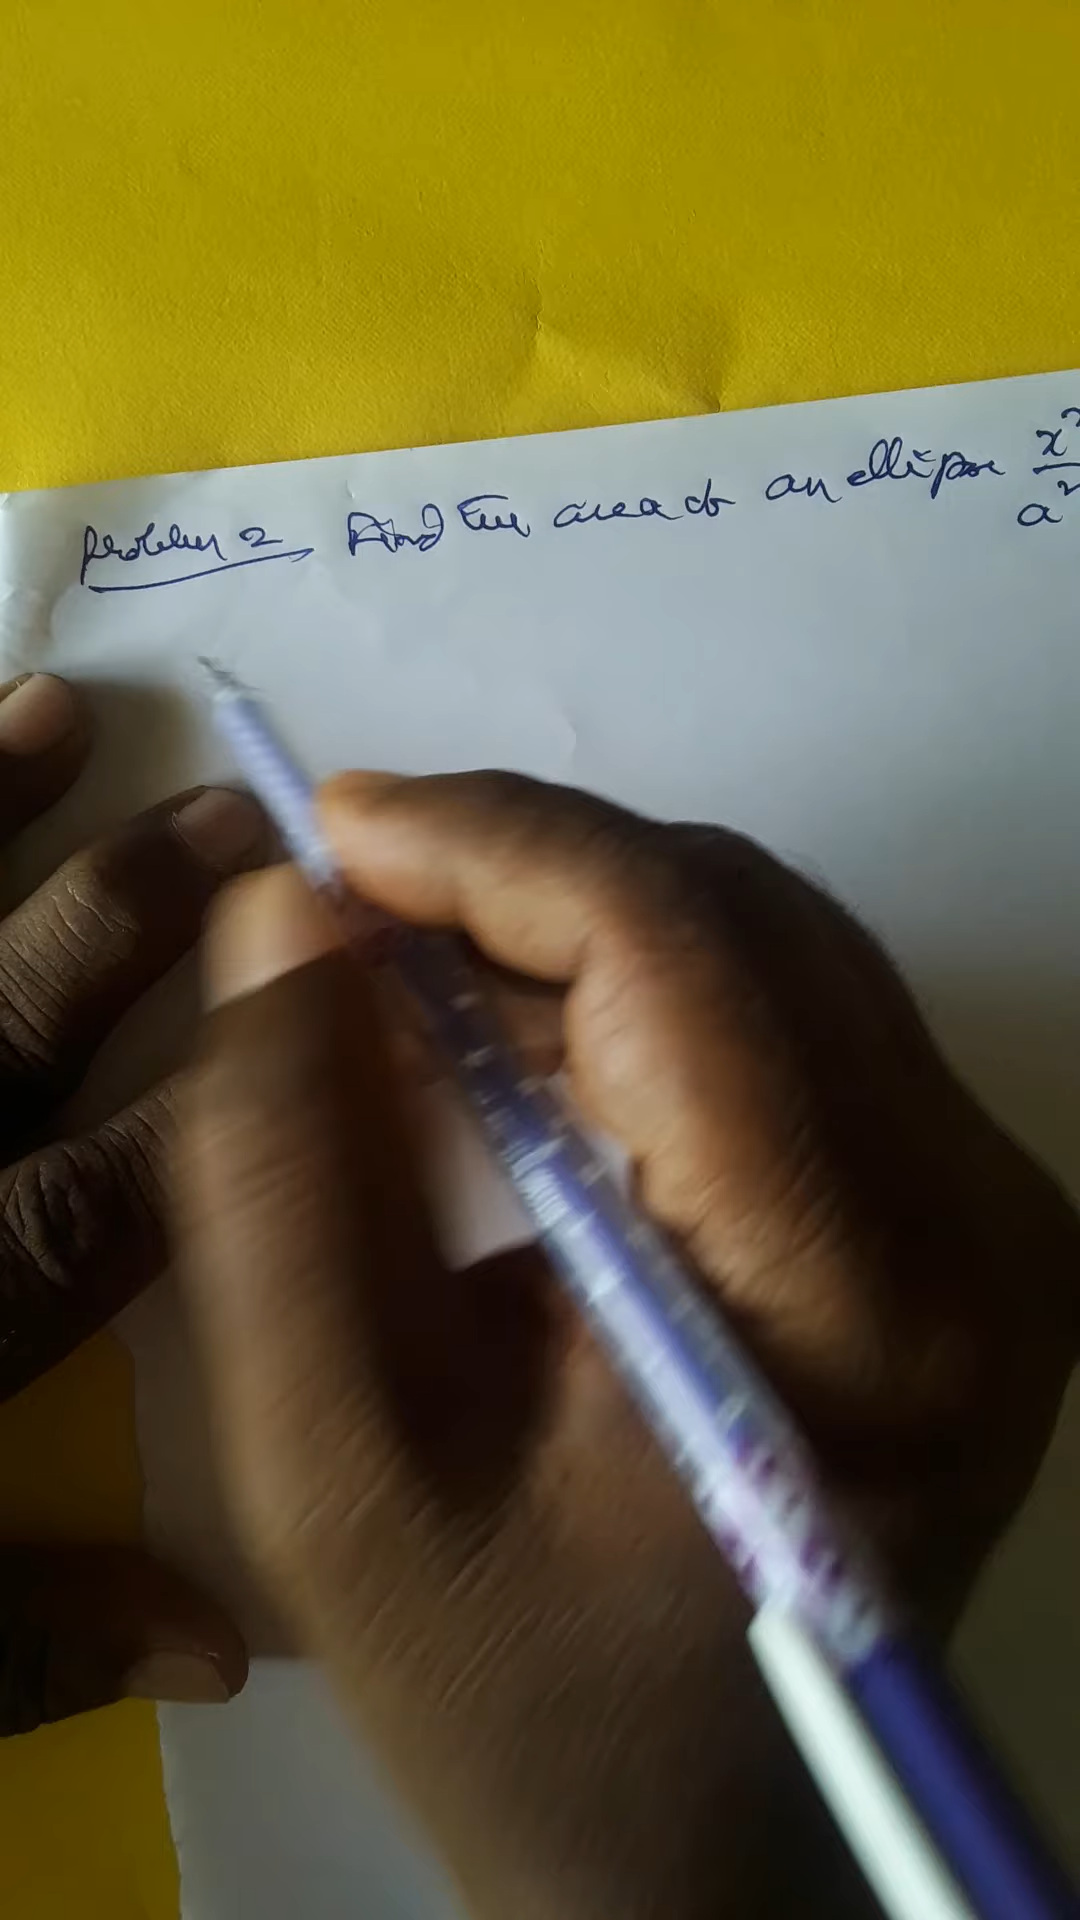 Problem 2 Find the area of an ellipse x²/a²